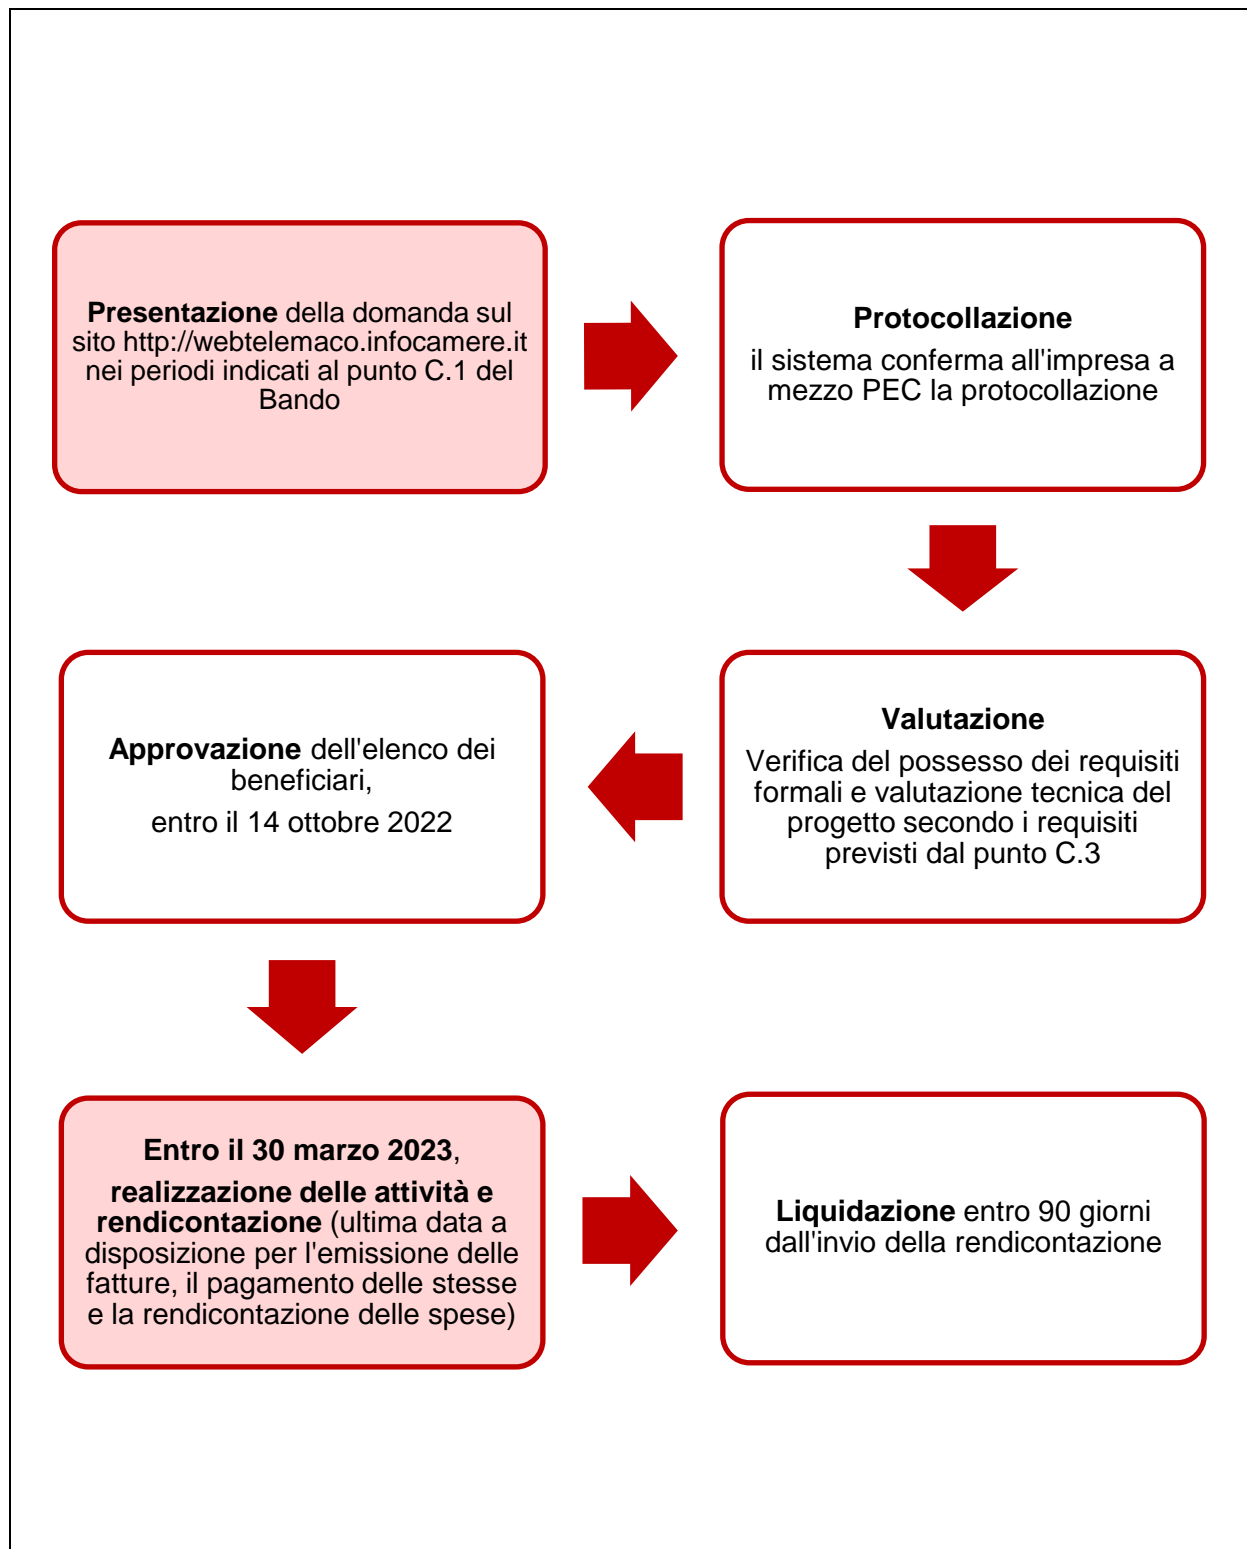 Presentazione della domanda sul
sito http://webtelemaco.infocamere.it
nei periodi indicati al punto C.1 del
Bando
Protocollazione
il sistema conferma all'impresa a
mezzo PEC la protocollazione
Valutazione
Verifica del possesso dei requisiti
formali e valutazione tecnica del
progetto secondo i requisiti
previsti dal punto C.3
Approvazione dell'elenco dei
beneficiari,
entro il 14 ottobre 2022
Entro il 30 marzo 2023,
realizzazione delle attività e
rendicontazione (ultima data a
disposizione per l'emissione delle
fatture, il pagamento delle stesse
e la rendicontazione delle spese)
Liquidazione entro 90 giorni
dall'invio della rendicontazione